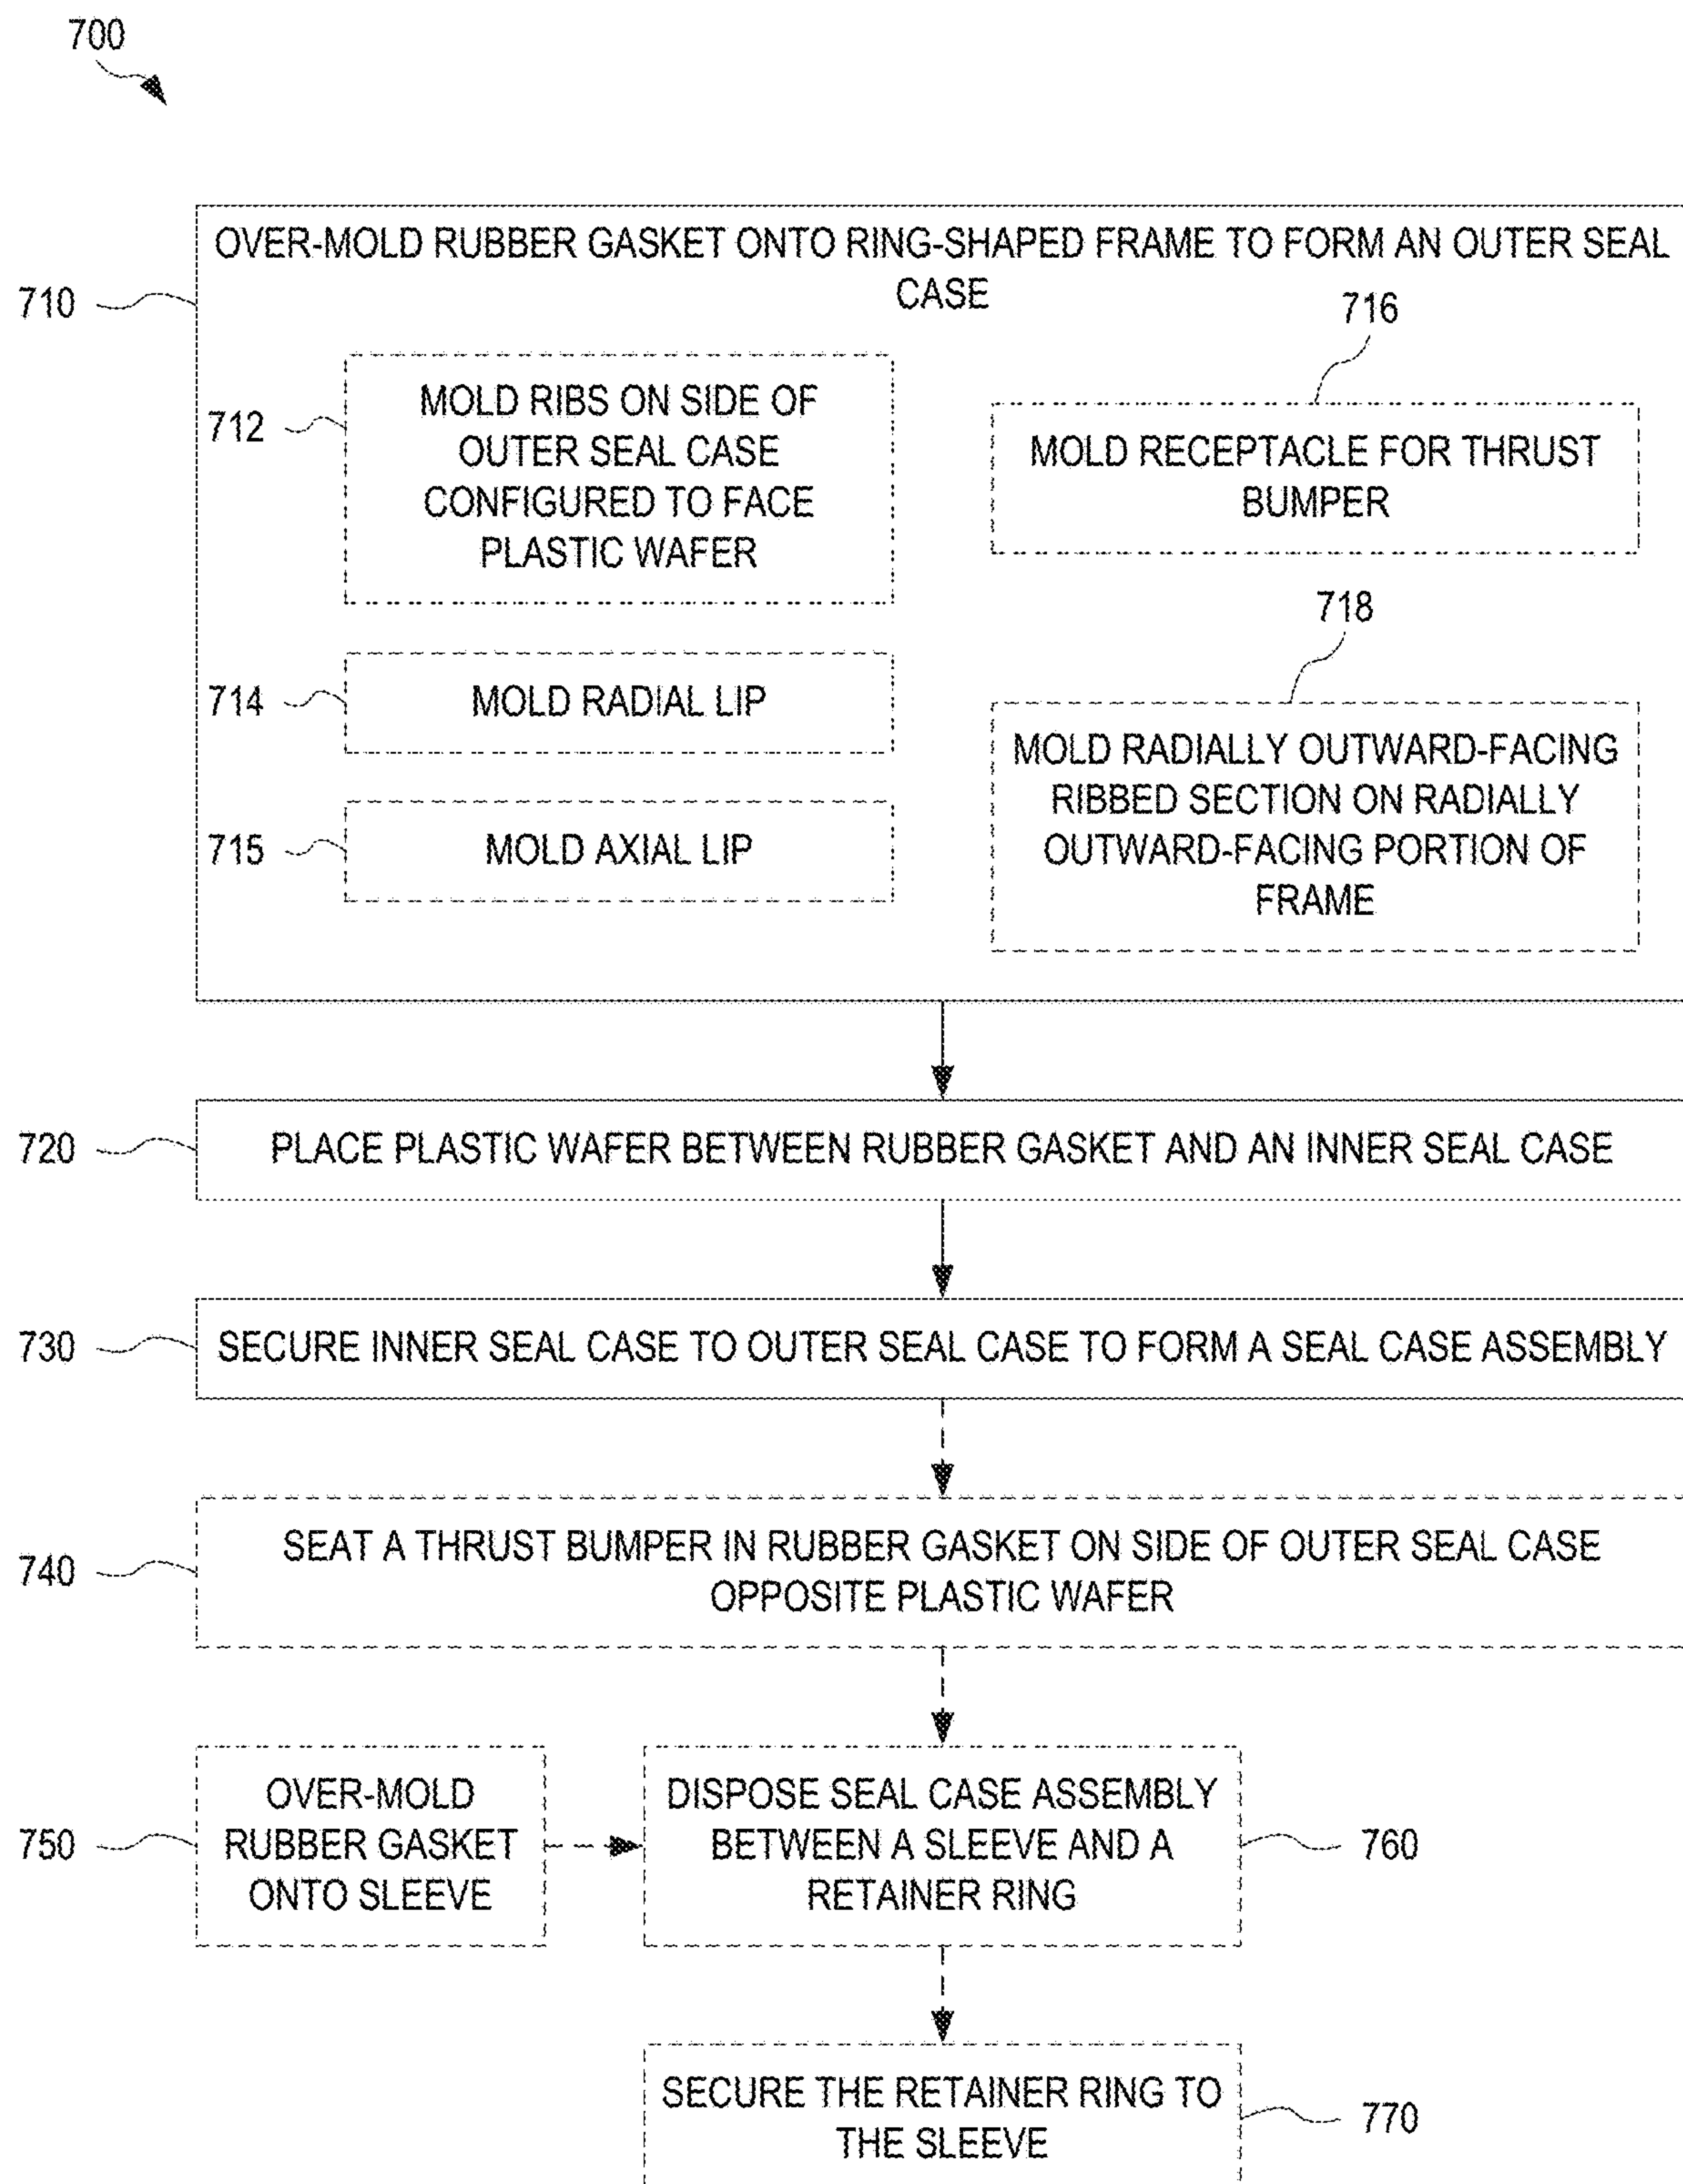 700
OVER-MOLD RUBBER GASKET ONTO RING-SHAPED FRAME TO FORM AN OUTER SEAL
CASE
710
716
712
MOLD RIBS ON SIDE OF
OUTER SEAL CASE
CONFIGURED TO FACE
PLASTIC WAFER
MOLD RECEPTACLE FOR THRUST
BUMPER
718
714
MOLD RADIAL LIP
715
MOLD AXIAL LIP
MOLD RADIALLY OUTWARD-FACING
RIBBED SECTION ON RADIALLY
OUTWARD-FACING PORTION OF
FRAME
720
PLACE PLASTIC WAFER BETWEEN RUBBER GASKET AND AN INNER SEAL CASE
730
SECURE INNER SEAL CASE TO OUTER SEAL CASE TO FORM A SEAL CASE ASSEMBLY
740
SEAT A THRUST BUMPER IN RUBBER GASKET ON SIDE OF OUTER SEAL CASE
OPPOSITE PLASTIC WAFER
750
OVER-MOLD
RUBBER GASKET
ONTO SLEEVE
DISPOSE SEAL CASE ASSEMBLY
BETWEEN A SLEEVE AND A
RETAINER RING
760
SECURE THE RETAINER RING TO
THE SLEEVE
770